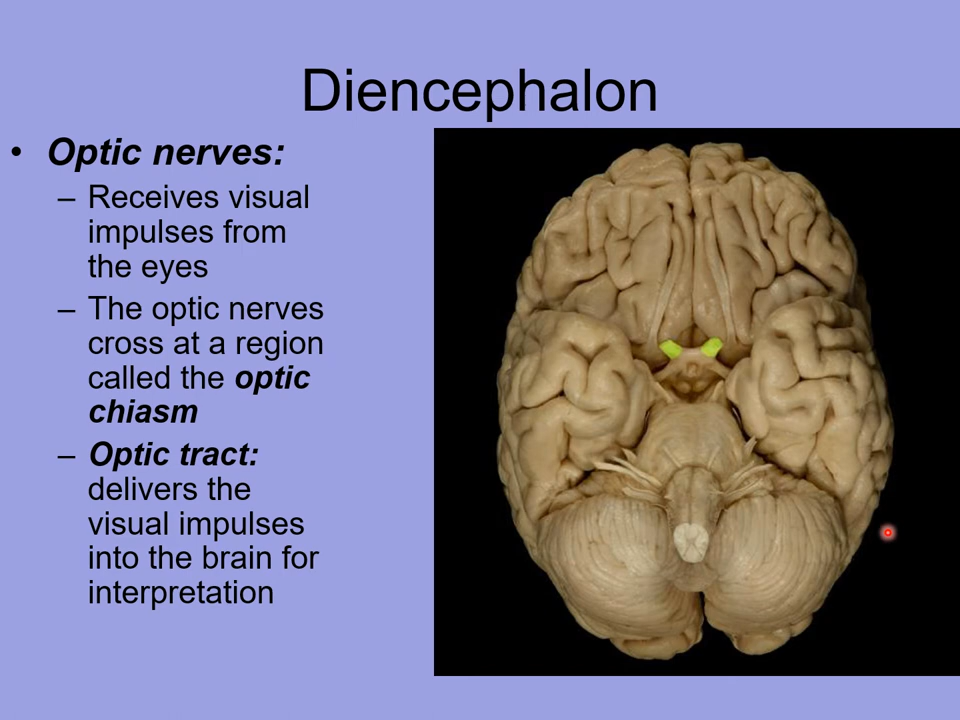 Diencephalon
• Optic nerves:
– Receives visual
impulses from
the eyes
– The optic nerves
cross at a region
called the optic
chiasm
– Optic tract:
delivers the
visual impulses
into the brain for
interpretation